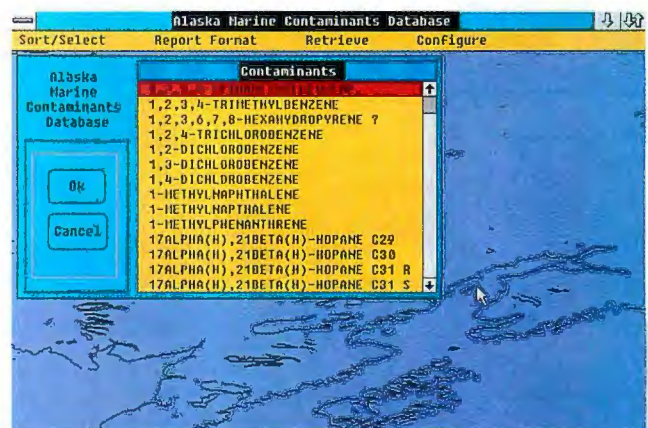 Alaska Marine Contaminants Database
Sort/Select Report Format Retrieve Configure
Alaska
Marine
Contaminants
Database
Ok
Cancel
Contaminants
1,2,3,4-TRIMETHYLBENZENE
1,2,3,6,7,8-HEXAHYDROPYRENE ?
1,2,4-TRICHLOROBENZENE
1,2-DICHLOROBENZENE
1,3-DICHLOROBENZENE
1,4-DICHLOROBENZENE
1-METHYLNAPHTHALENE
1-METHYLNAPTHALENE
1-METHYLPHENANTHRENE
17ALPHA(H),21BETA(H)-HOPANE C29
17ALPHA(H),21BETA(H)-HOPANE C30
17ALPHA(H),21BETA(H)-HOPANE C31 R
17ALPHA(H),21BETA(H)-HOPANE C31 S